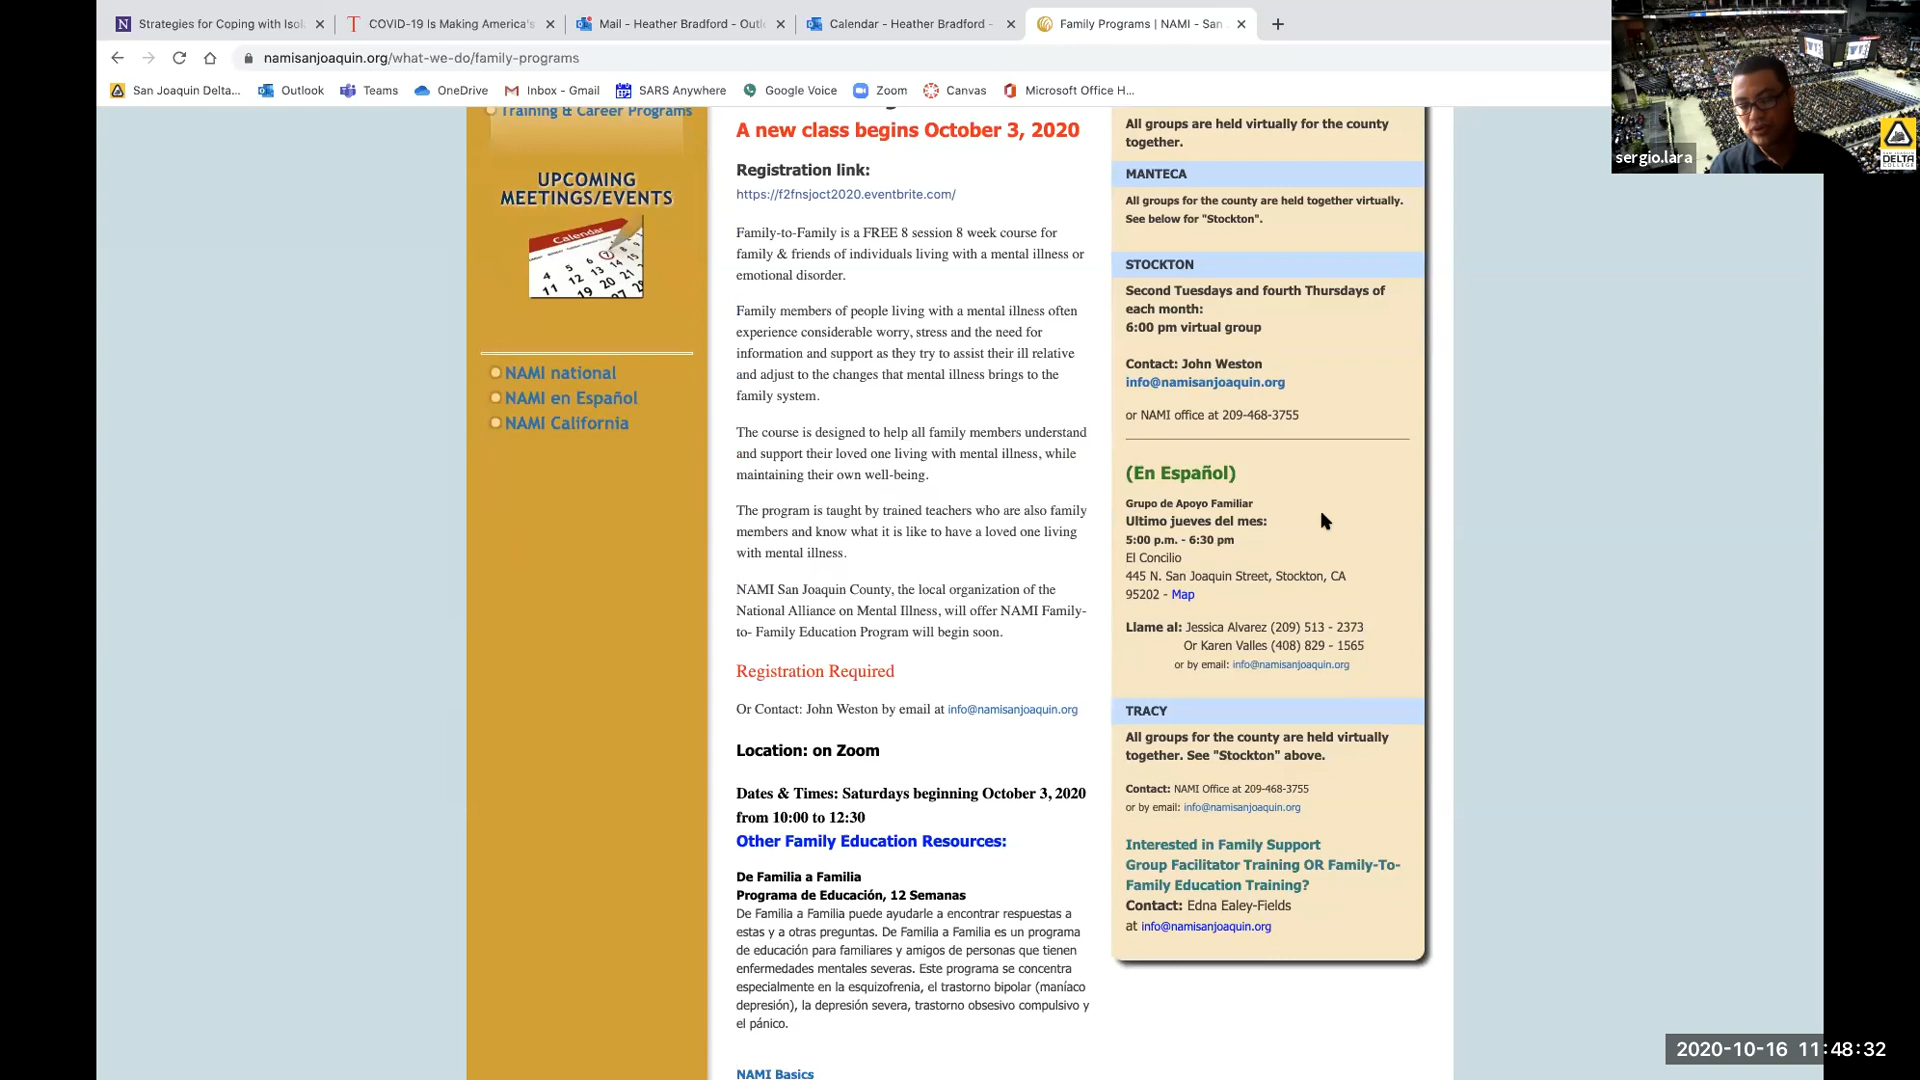 Strategies for Coping with Isol
COVID-19 Is Making America's
Mail - Heather Bradford - Outl
Calendar - Heather Bradford -
Family Programs | NAMI - San
namisanjoaquin.org/what-we-do/family-programs
San Joaquin Delta...
Outlook
Teams
OneDrive
Inbox - Gmail
SARS Anywhere
Google Voice
Zoom
Canvas
Microsoft Office H...
sergio.lara
DELTA
Training & Career Programs
UPCOMING
MEETINGS/EVENTS
Calendar
NAMI national
NAMI en Español
NAMI California
A new class begins October 3, 2020
Registration link:
https://f2fnsjoct2020.eventbrite.com/
Family-to-Family is a FREE 8 session 8 week course for
family & friends of individuals living with a mental illness or
emotional disorder.
Family members of people living with a mental illness often
experience considerable worry, stress and the need for
information and support as they try to assist their ill relative
and adjust to the changes that mental illness brings to the
family system.
The course is designed to help all family members understand
and support their loved one living with mental illness, while
maintaining their own well-being.
The program is taught by trained teachers who are also family
members and know what it is like to have a loved one living
with mental illness.
NAMI San Joaquin County, the local organization of the
National Alliance on Mental Illness, will offer NAMI Family-
to- Family Education Program will begin soon.
Registration Required
Or Contact: John Weston by email at info@namisanjoaquin.org
Location: on Zoom
Dates & Times: Saturdays beginning October 3, 2020
from 10:00 to 12:30
Other Family Education Resources:
De Familia a Familia
Programa de Educación, 12 Semanas
De Familia a Familia puede ayudarle a encontrar respuestas a
estas y a otras preguntas. De Familia a Familia es un programa
de educación para familiares y amigos de personas que tienen
enfermedades mentales severas. Este programa se concentra
especialmente en la esquizofrenia, el trastorno bipolar (maníaco
depresión), la depresión severa, trastorno obsesivo compulsivo y
el pánico.
NAMI Basics
All groups are held virtually for the county
together.
MANTECA
All groups for the county are held together virtually.
See below for "Stockton".
STOCKTON
Second Tuesdays and fourth Thursdays of
each month:
6:00 pm virtual group
Contact: John Weston
info@namisanjoaquin.org
or NAMI office at 209-468-3755
(En Español)
Grupo de Apoyo Familiar
Ultimo jueves del mes:
5:00 p.m. - 6:30 pm
El Concilio
445 N. San Joaquin Street, Stockton, CA
95202 - Map
Llame al: Jessica Alvarez (209) 513 - 2373
Or Karen Valles (408) 829 - 1565
or by email: info@namisanjoaquin.org
TRACY
All groups for the county are held virtually
together. See "Stockton" above.
Contact: NAMI Office at 209-468-3755
or by email: info@namisanjoaquin.org
Interested in Family Support
Group Facilitator Training OR Family-To-
Family Education Training?
Contact: Edna Ealey-Fields
at info@namisanjoaquin.org
2020-10-16 11:48:32